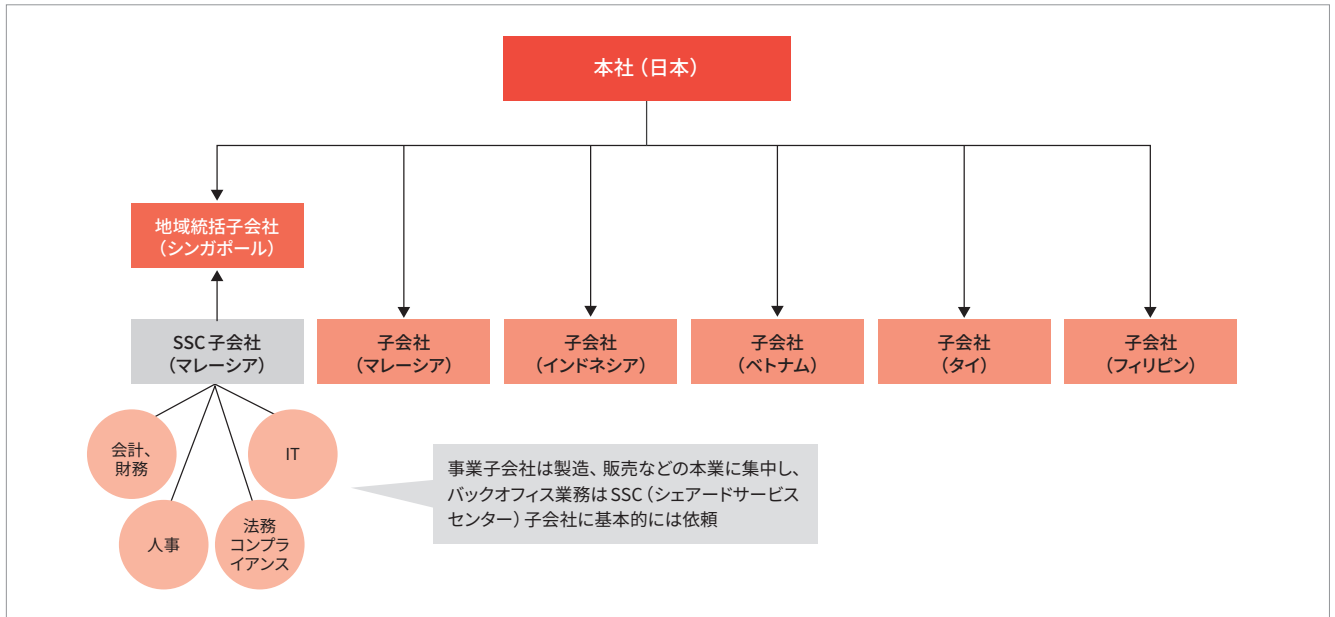 本社（日本）
地域統括子会社
（シンガポール）
SSC 子会社
（マレーシア）
子会社
（マレーシア）
子会社
（インドネシア）
子会社
（ベトナム）
子会社
（タイ）
子会社
（フィリピン）
会計、
財務
IT
人事
法務
コンプラ
イアンス
事業子会社は製造、販売などの本業に集中し、
バックオフィス業務は SSC（シェアードサービス
センター）子会社に基本的には依頼